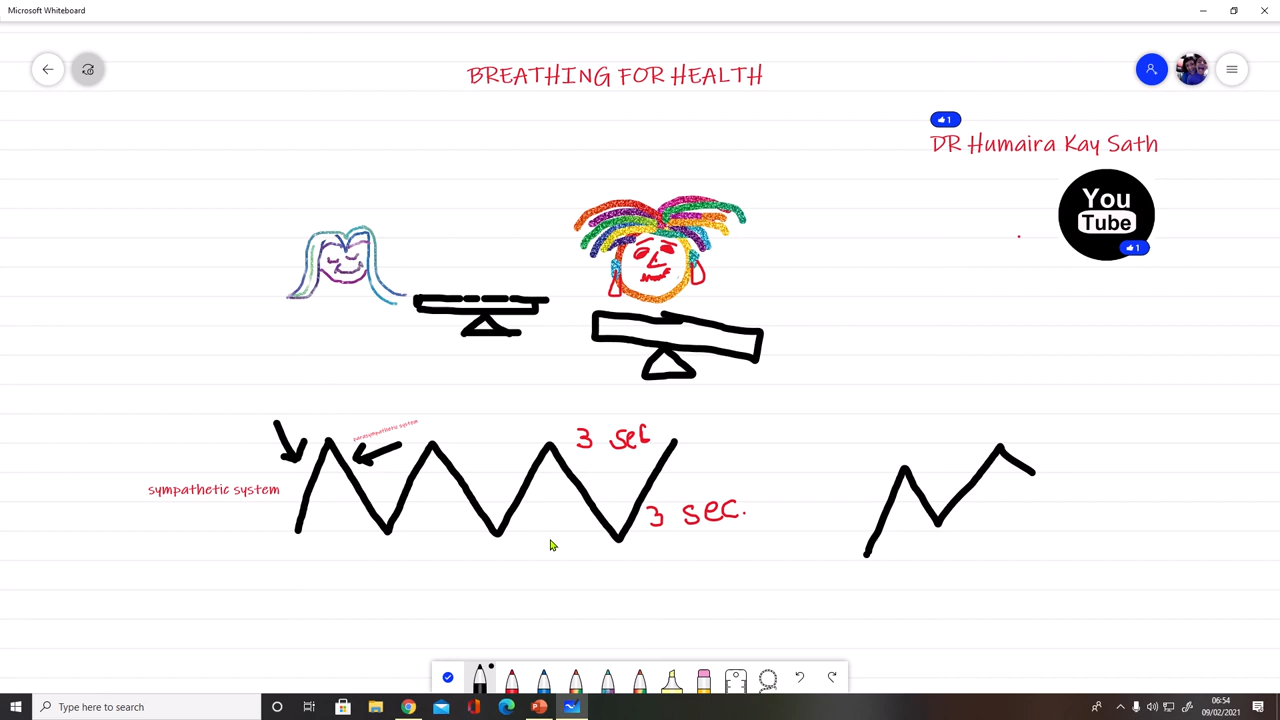 Microsoft Whiteboard
BREATHING FOR HEALTH
1
DR Humaira Kay Sath
You
Tube
1
parasympathetic system
3 sec
sympathetic system
3 sec.
Type here to search
06:54
09/02/2021